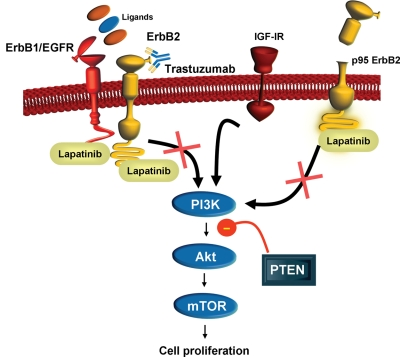 Ligands
ErbB1/EGFR
ErbB2
Trastuzumab
IGF-IR
p95 ErbB2
Lapatinib
Lapatinib
Lapatinib
PI3K
–
Akt
PTEN
mTOR
Cell proliferation